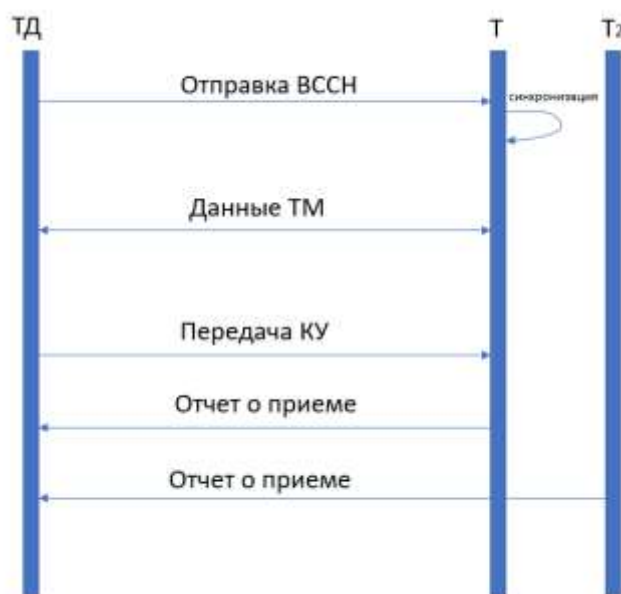 ТД Т Т2
Отправка ВССН
синхронизация
Данные ТМ
Передача КУ
Отчет о приеме
Отчет о приеме